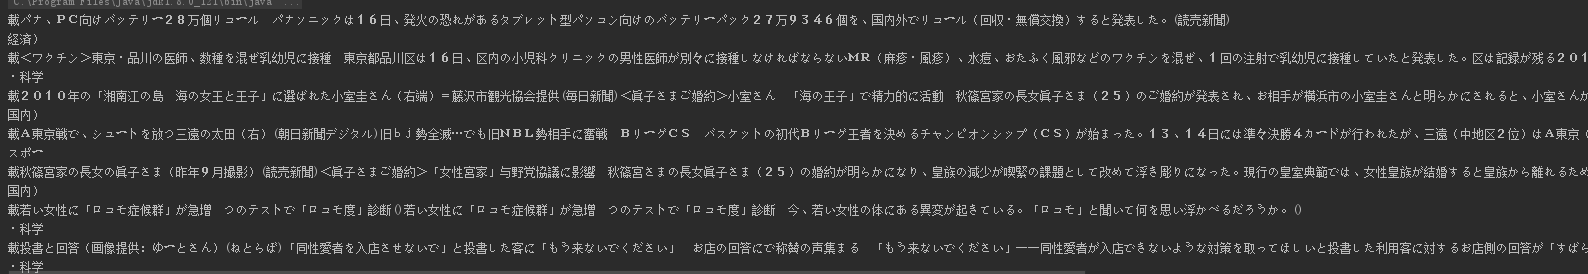 C:\Program Files\java\jdk1.8.0_121\bin\java ...
載パナ、ＰＣ向けバッテリー２８万個リコール　パナソニックは１６日、発火の恐れがあるタブレット型パソコン向けのバッテリーパック２７万９３４６個を、国内外でリコール（回収・無償交換）すると発表した。(読売新聞)
経済)
載＜ワクチン＞東京・品川の医師、数種を混ぜ乳幼児に接種　東京都品川区は１６日、区内の小児科クリニックの男性医師が別々に接種しなければならないＭＲ（麻疹・風疹）、水痘、おたふく風邪などのワクチンを混ぜ、１回の注射で乳幼児に接種していたと発表した。区は記録が残る２０１
・科学
載２０１０年の「湘南江の島　海の女王と王子」に選ばれた小室圭さん（右端）＝藤沢市観光協会提供(毎日新聞)＜眞子さまご婚約＞小室さん　「海の王子」で精力的に活動　秋篠宮家の長女眞子さま（２５）のご婚約が発表され、お相手が横浜市の小室圭さんと明らかにされると、小室さんが
国内)
載Ａ東京戦で、シュートを放つ三遠の太田（右）(朝日新聞デジタル)旧ｂｊ勢全滅…でも旧ＮＢＬ勢相手に奮戦　ＢリーグＣＳ　バスケットの初代Ｂリーグ王者を決めるチャンピオンシップ（ＣＳ）が始まった。１３、１４日には準々決勝４カードが行われたが、三遠（中地区２位）はＡ東京（
スポー
載秋篠宮家の長女の眞子さま（昨年９月撮影）(読売新聞)＜眞子さまご婚約＞「女性宮家」与野党協議に影響　秋篠宮さまの長女眞子さま（２５）の婚約が明らかになり、皇族の減少が喫緊の課題として改めて浮き彫りになった。現行の皇室典範では、女性皇族が結婚すると皇族から離れるため
国内)
載若い女性に「ロコモ症候群」が急増　つのテストで「ロコモ度」診断()若い女性に「ロコモ症候群」が急増　つのテストで「ロコモ度」診断　今、若い女性の体にある異変が起きている。「ロコモ」と聞いて何を思い浮かべるだろうか。()
・科学
載投書と回答（画像提供：ゆーとさん）(ねとらぼ)「同性愛者を入店させないで」と投書した客に「もう来ないでください」　お店の回答にで称賛の声集まる　「もう来ないでください」――同性愛者が入店できないような対策を取ってほしいと投書した利用客に対するお店側の回答が「すばら
・科学